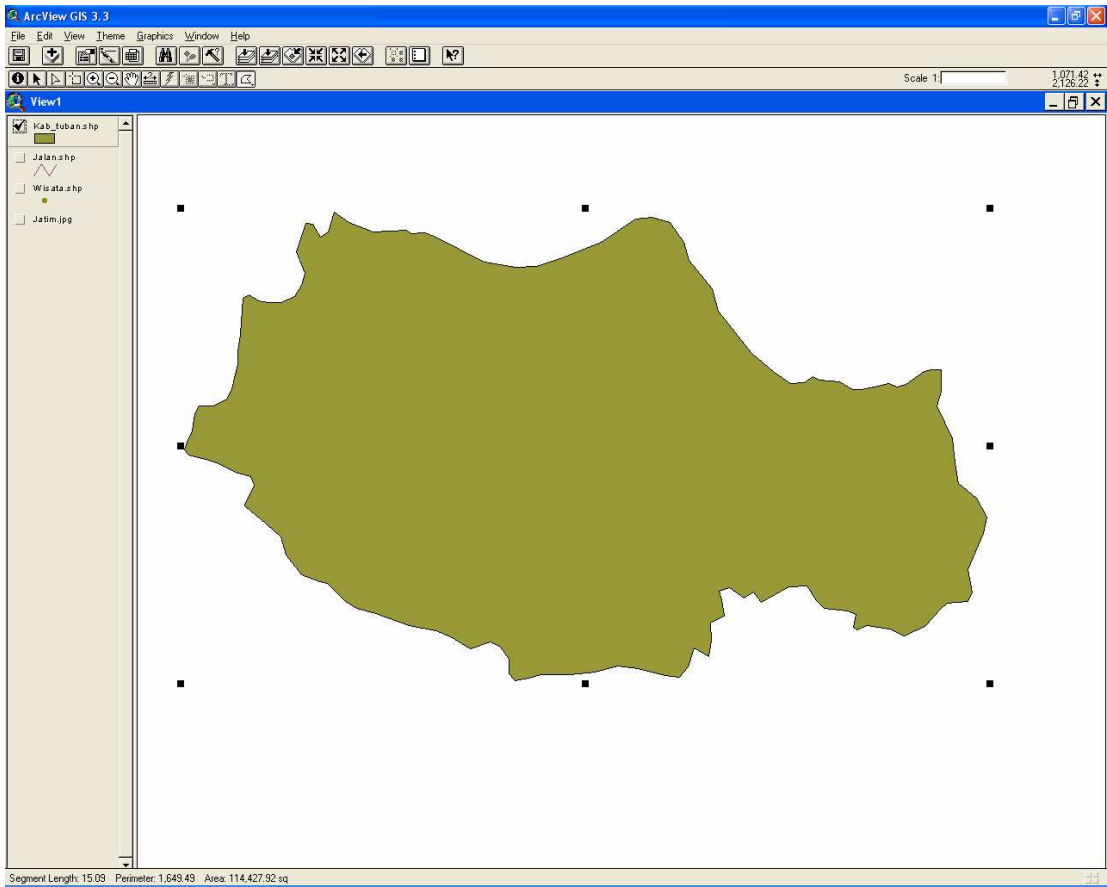 ArcView GIS 3.3
File Edit View Theme Graphics Window Help
Scale 1:
1,071.42
2,126.22
View1
Kab_tuban.shp
Jalan.shp
Wisata.shp
Jatim.jpg
Segment Length: 15.09 Perimeter: 1,649.49 Area: 114,427.92 sq